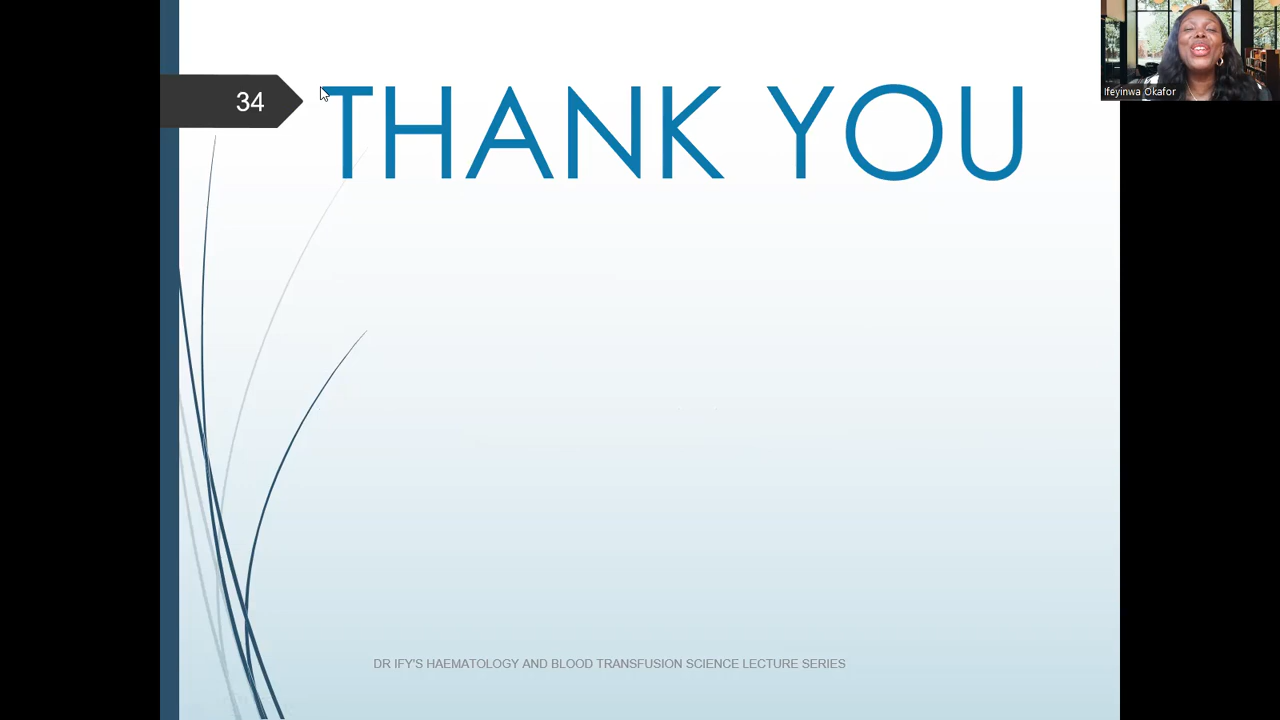 34
THANK YOU
Ifeyinwa Okafor
DR IFY'S HAEMATOLOGY AND BLOOD TRANSFUSION SCIENCE LECTURE SERIES